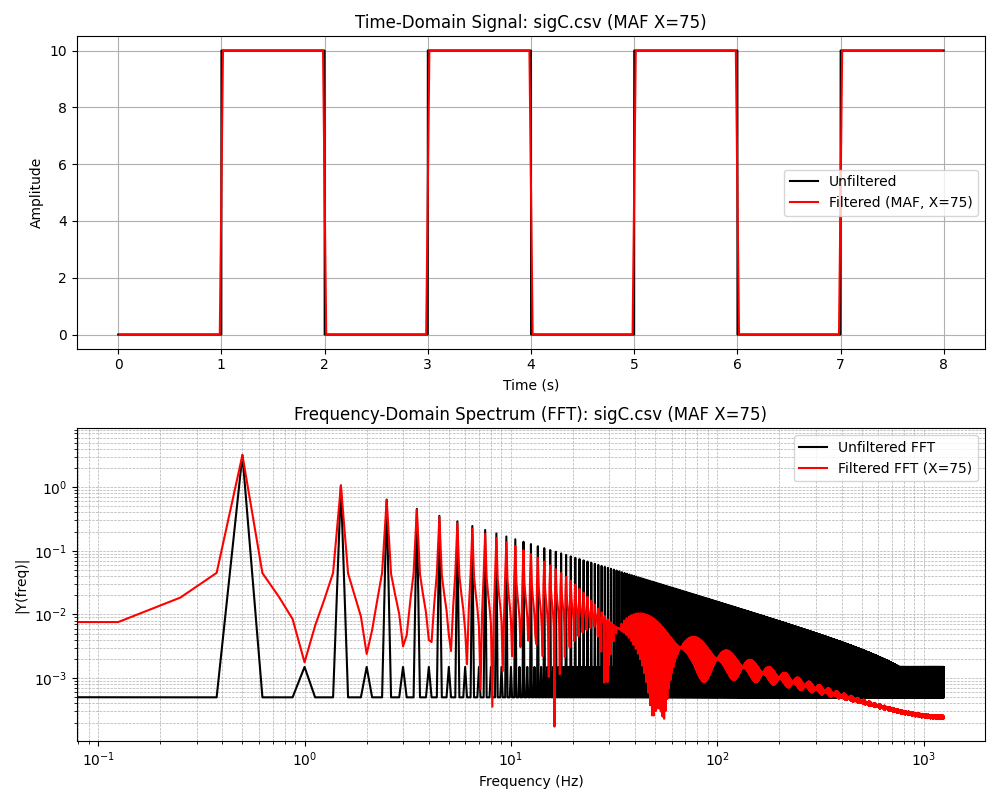 Time-Domain Signal: sigC.csv (MAF X=75)
10
8
6
4
2
0
Amplitude
Unfiltered
Filtered (MAF, X=75)
0 1 2 3 4 5 6 7 8
Time (s)
Frequency-Domain Spectrum (FFT): sigC.csv (MAF X=75)
10⁰
10⁻¹
10⁻²
10⁻³
|Y(freq)|
Unfiltered FFT
Filtered FFT (X=75)
10⁻¹ 10⁰ 10¹ 10² 10³
Frequency (Hz)